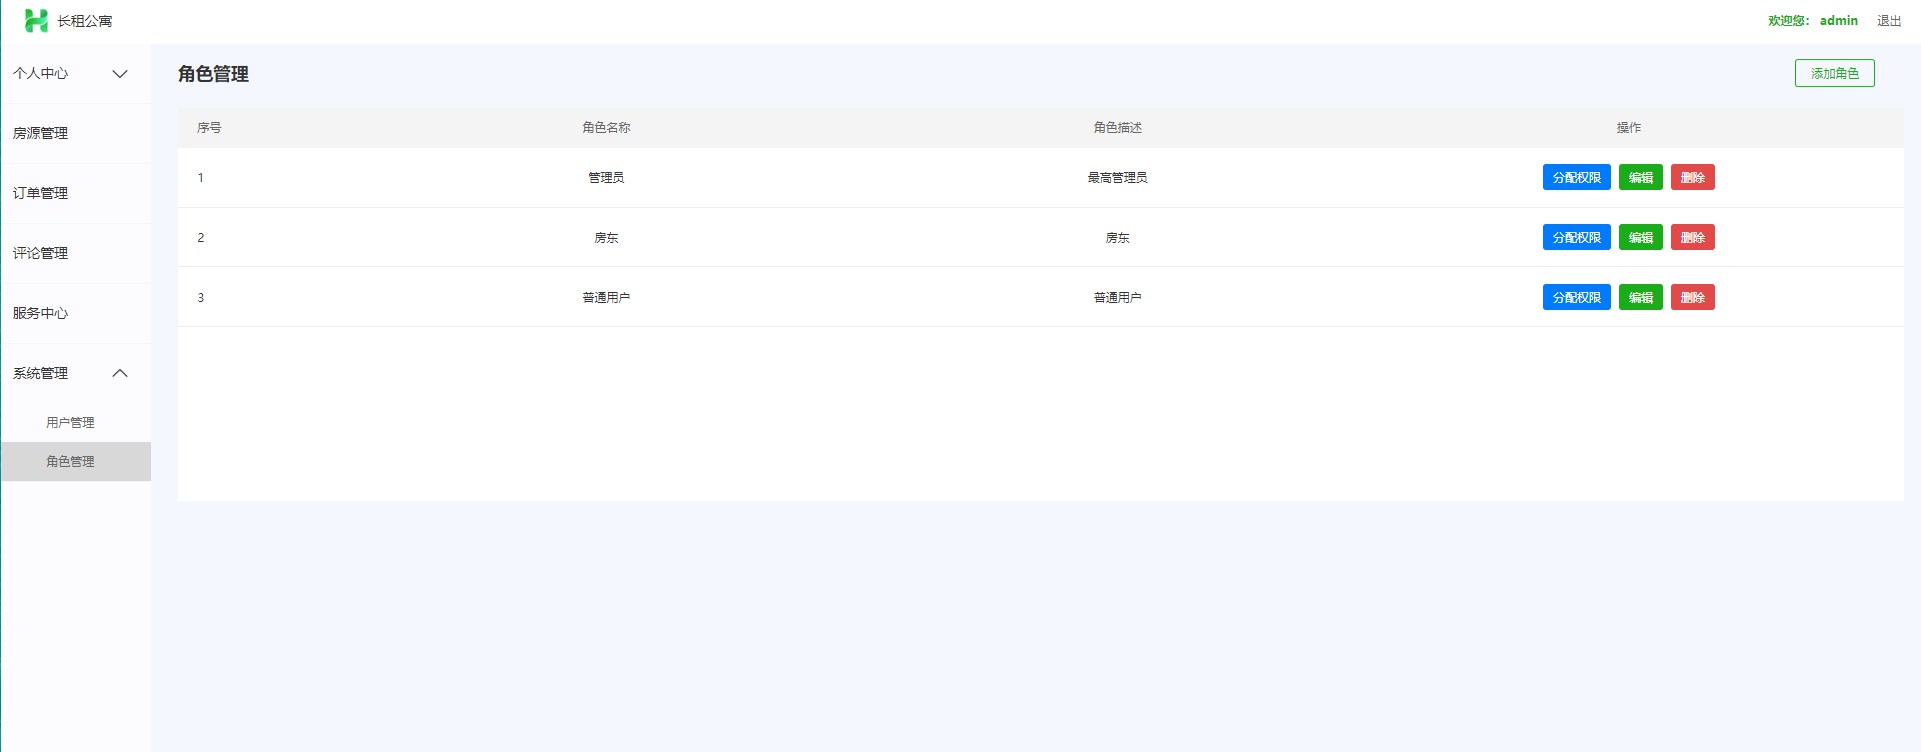 长租公寓
欢迎您： admin 退出
个人中心
房源管理
订单管理
评论管理
服务中心
系统管理
用户管理
角色管理
角色管理
添加角色
序号 角色名称 角色描述 操作
1 管理员 最高管理员 分配权限 编辑 删除
2 房东 房东 分配权限 编辑 删除
3 普通用户 普通用户 分配权限 编辑 删除